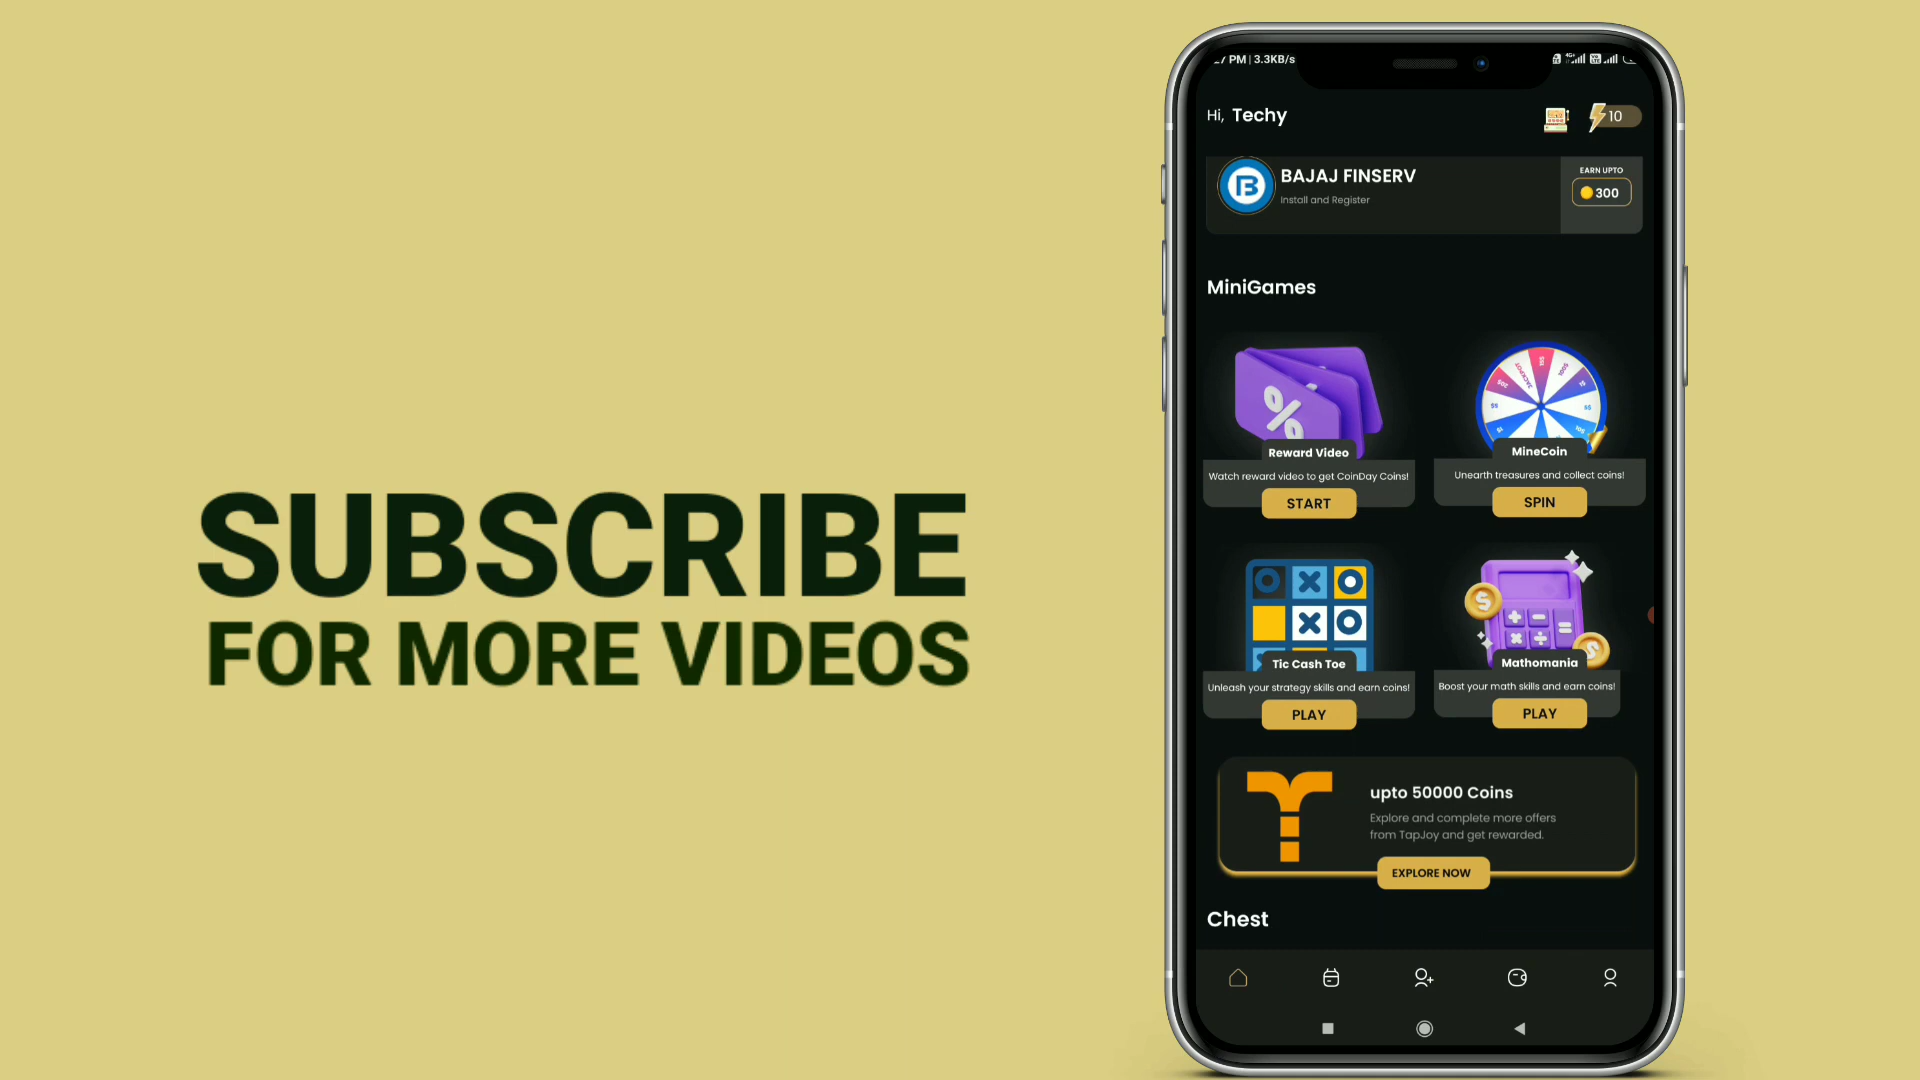 SUBSCRIBE
FOR MORE VIDEOS
PM | 3.3KB/s
Hi, Techy
10
BAJAJ FINSERV
Install and Register
EARN UPTO
300
MiniGames
JACKPOT
Reward Video
Watch reward video to get CoinDay Coins!
START
MineCoin
Unearth treasures and collect coins!
SPIN
Tic Cash Toe
Unleash your strategy skills and earn coins!
PLAY
Mathomania
Boost your math skills and earn coins!
PLAY
upto 50000 Coins
Explore and complete more offers
from TapJoy and get rewarded.
EXPLORE NOW
Chest